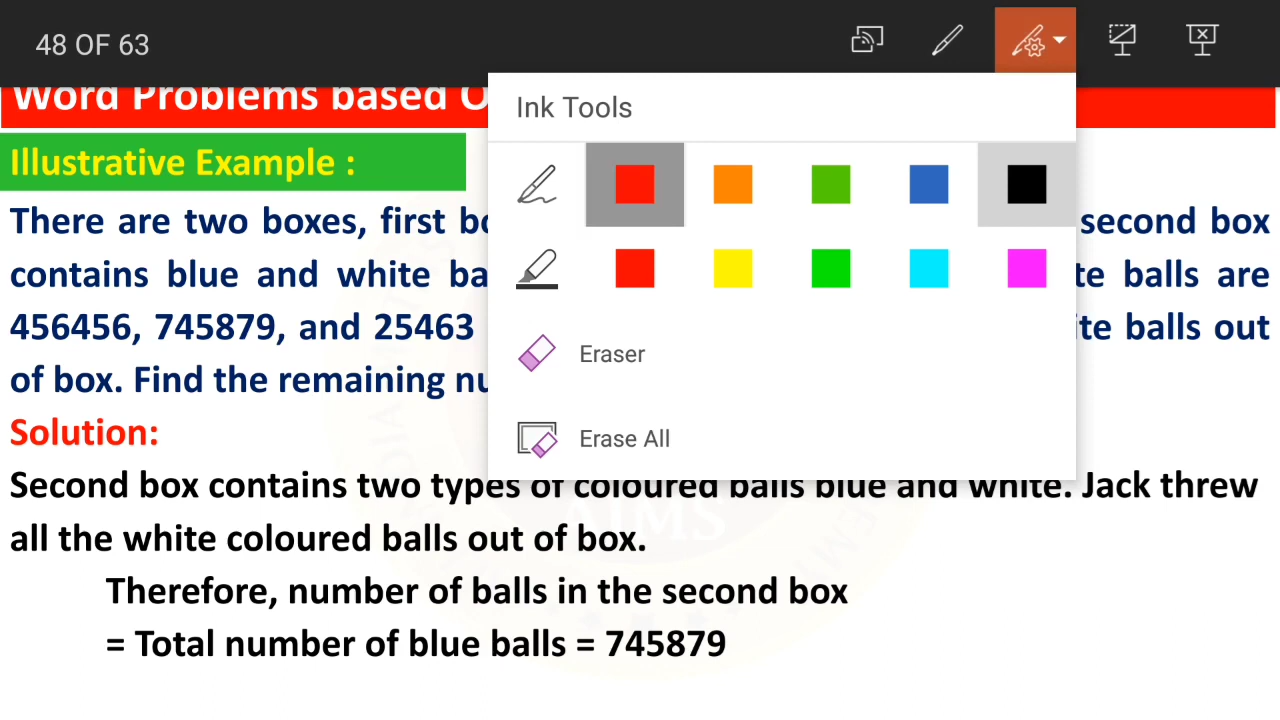 48 OF 63
Word Problems based O
Ink Tools
Illustrative Example :
There are two boxes, first bo second box
contains blue and white ba te balls are
456456, 745879, and 25463 ite balls out
of box. Find the remaining nu
Eraser
Erase All
Solution:
Second box contains two types of coloured balls blue and white. Jack threw
all the white coloured balls out of box.
Therefore, number of balls in the second box
= Total number of blue balls = 745879
AIMS